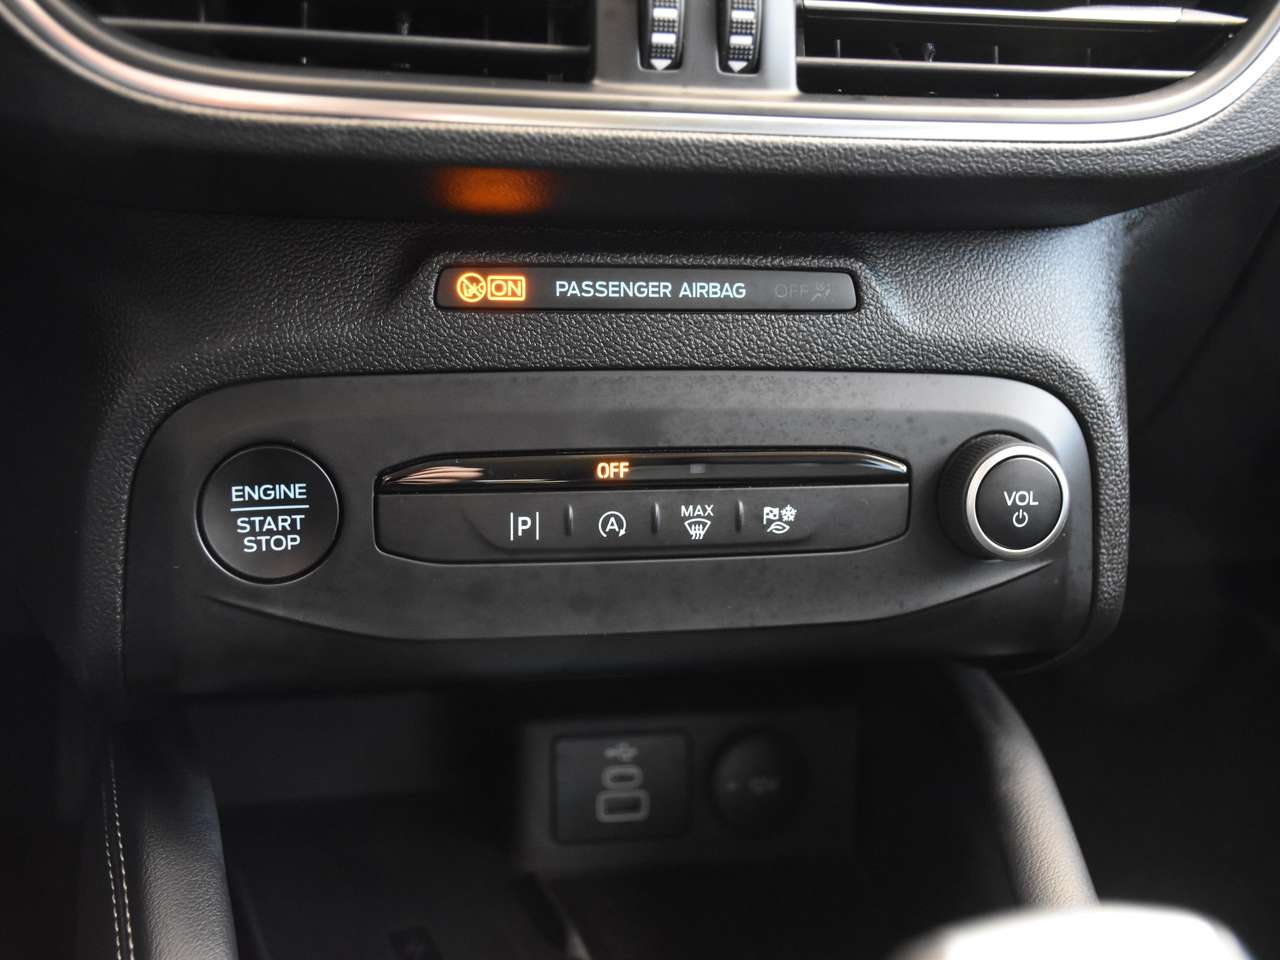 ON PASSENGER AIRBAG OFF
OFF
ENGINE
START
STOP
P
A
MAX
VOL